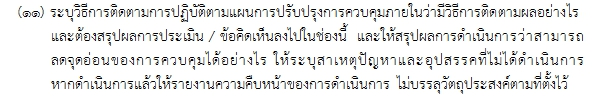 (๑๑) ระบุวิธีการติดตามการปฏิบัติตามแผนการปรับปรุงการควบคุมภายในว่ามีวิธีการติดตามผลอย่างไร
และต้องสรุปผลการประเมิน / ข้อคิดเห็นลงไปในช่องนี้ และให้สรุปผลการดำเนินการว่าสามารถ
ลดจุดอ่อนของการควบคุมได้อย่างไร ให้ระบุสาเหตุปัญหาและอุปสรรคที่ไม่ได้ดำเนินการ
หากดำเนินการแล้วให้รายงานความคืบหน้าของการดำเนินการ ไม่บรรลุวัตถุประสงค์ตามที่ตั้งไว้